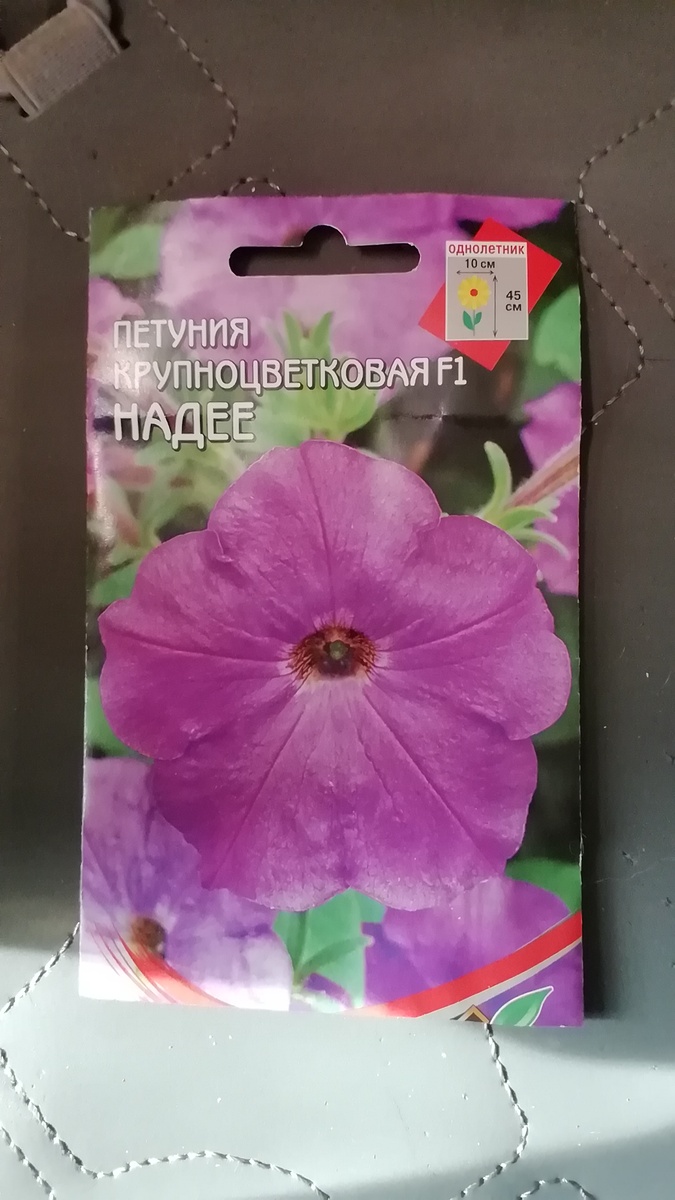 однолетник
10 см
45
см
ПЕТУНИЯ
КРУПНОЦВЕТКОВАЯ F1
НАДЕЕ